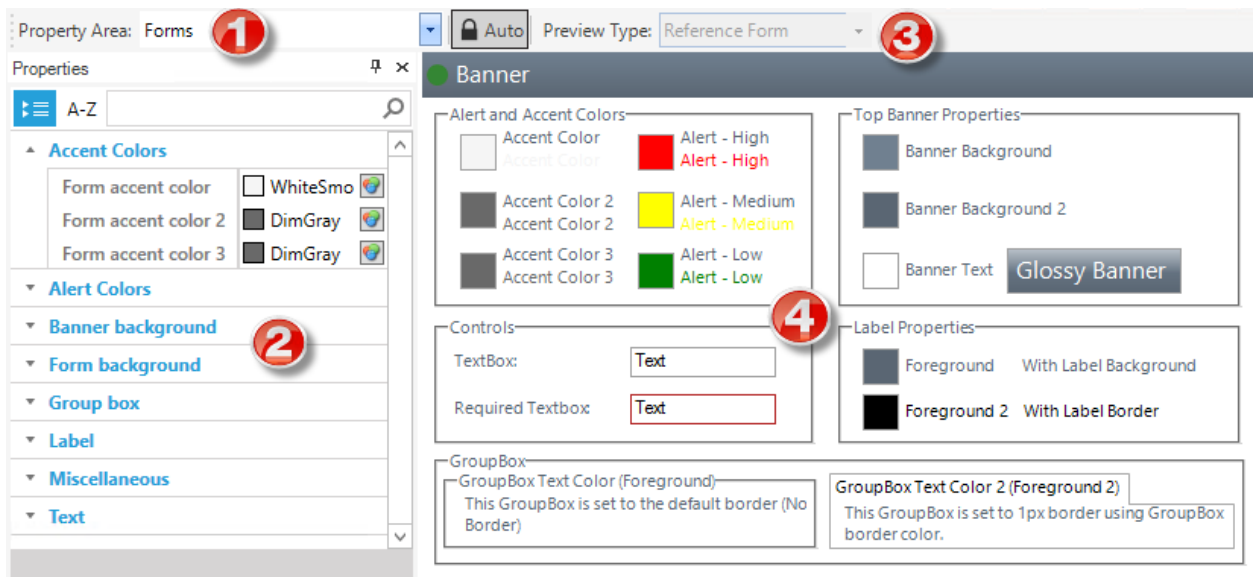 Property Area: Forms 1 Auto Preview Type: Reference Form 3
Properties
A-Z
Accent Colors
Form accent color WhiteSmo
Form accent color 2 DimGray
Form accent color 3 DimGray
Alert Colors
Banner background
2
Form background
Group box
Label
Miscellaneous
Text
Banner
Alert and Accent Colors
Accent Color Alert - High
Accent Color Alert - High
Accent Color 2 Alert - Medium
Accent Color 2 Alert - Medium
Accent Color 3 Alert - Low
Accent Color 3 Alert - Low
Top Banner Properties
Banner Background
Banner Background 2
Banner Text Glossy Banner
4
Controls
TextBox: Text
Required Textbox: Text
Label Properties
Foreground With Label Background
Foreground 2 With Label Border
GroupBox
GroupBox Text Color (Foreground)
This GroupBox is set to the default border (No
Border)
GroupBox Text Color 2 (Foreground 2)
This GroupBox is set to 1px border using GroupBox
border color.